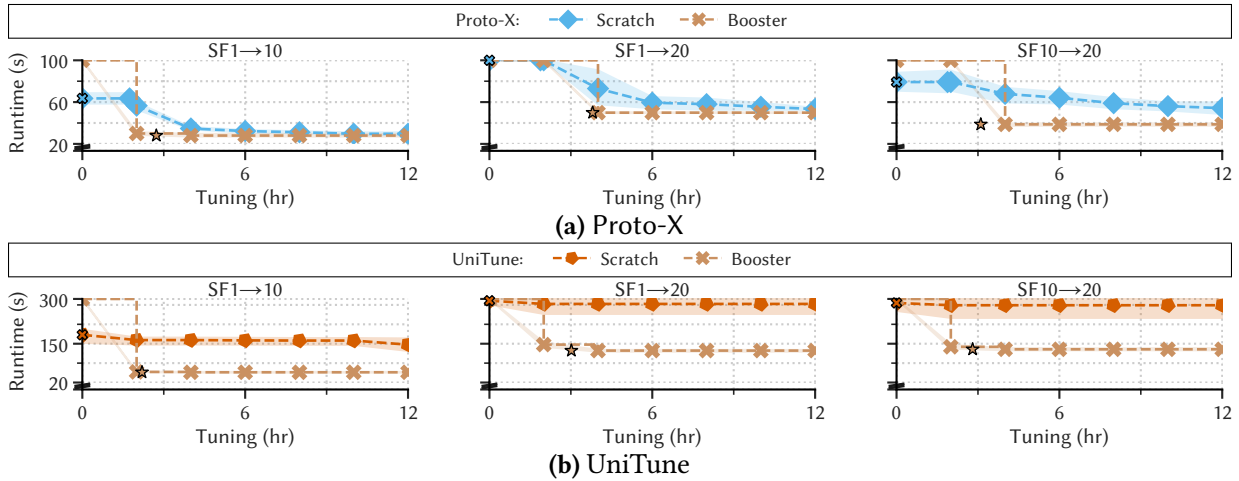 Proto-X: Scratch Booster
SF1→10 SF1→20 SF10→20
Runtime (s)
100
60
20
0 6 12 0 6 12 0 6 12
Tuning (hr) Tuning (hr) Tuning (hr)
(a) Proto-X
UniTune: Scratch Booster
SF1→10 SF1→20 SF10→20
Runtime (s)
300
150
20
0 6 12 0 6 12 0 6 12
Tuning (hr) Tuning (hr) Tuning (hr)
(b) UniTune